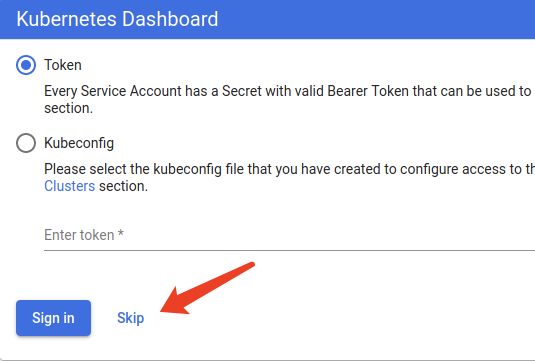 Kubernetes Dashboard
Token
Every Service Account has a Secret with valid Bearer Token that can be used to
section.
Kubeconfig
Please select the kubeconfig file that you have created to configure access to th
Clusters section.
Enter token *
Sign in
Skip